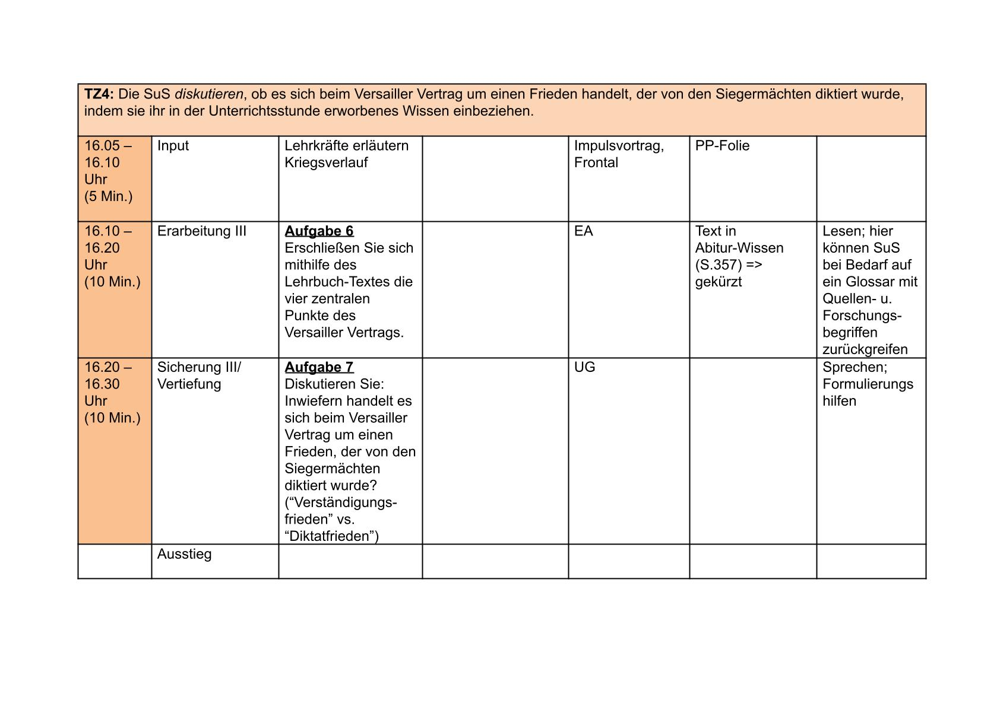 TZ4: Die SuS diskutieren, ob es sich beim Versailler Vertrag um einen Frieden handelt, der von den Siegermächten diktiert wurde,
indem sie ihr in der Unterrichtsstunde erworbenes Wissen einbeziehen.
16.05 –
16.10
Uhr
(5 Min.)
Input
Lehrkräfte erläutern
Kriegsverlauf
Impulsvortrag,
Frontal
PP-Folie
16.10 –
16.20
Uhr
(10 Min.)
Erarbeitung III
Aufgabe 6
Erschließen Sie sich
mithilfe des
Lehrbuch-Textes die
vier zentralen
Punkte des
Versailler Vertrags.
EA
Text in
Abitur-Wissen
(S.357) =>
gekürzt
Lesen; hier
können SuS
bei Bedarf auf
ein Glossar mit
Quellen- u.
Forschungs-
begriffen
zurückgreifen
16.20 –
16.30
Uhr
(10 Min.)
Sicherung III/
Vertiefung
Aufgabe 7
Diskutieren Sie:
Inwiefern handelt es
sich beim Versailler
Vertrag um einen
Frieden, der von den
Siegermächten
diktiert wurde?
(“Verständigungs-
frieden” vs.
“Diktatfrieden”)
UG
Sprechen;
Formulierungs
hilfen
Ausstieg